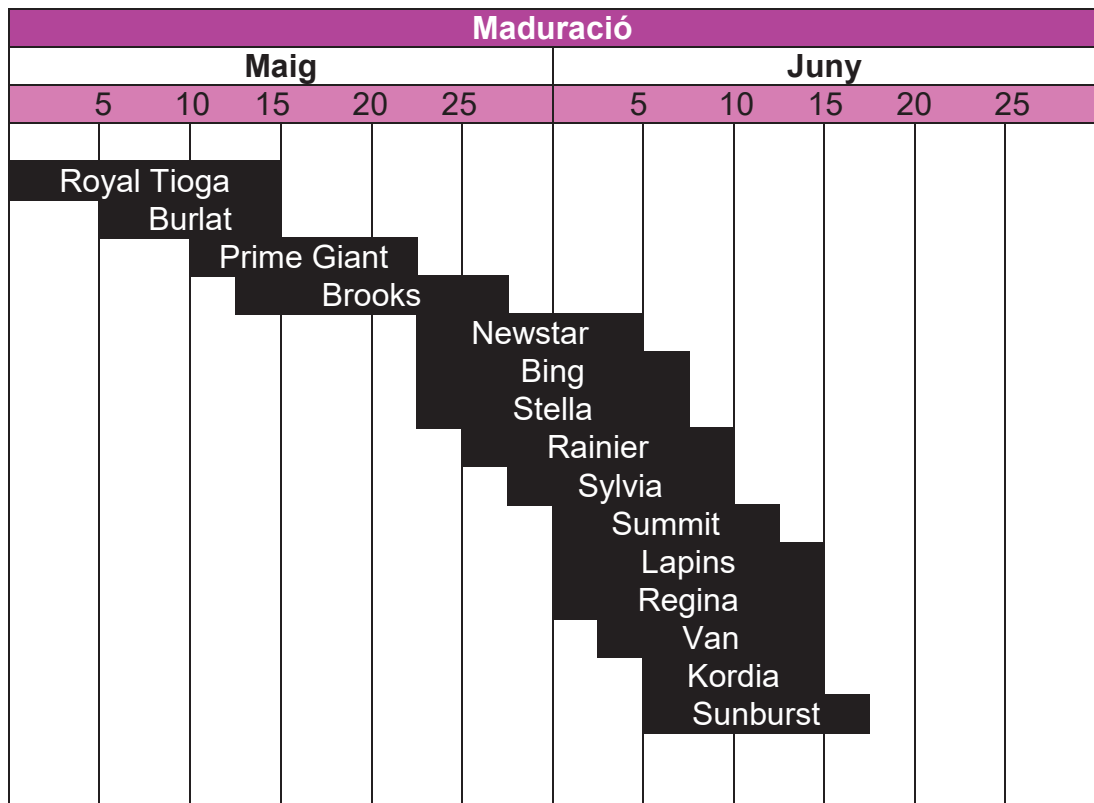 Maduració
Maig Juny
5 10 15 20 25 5 10 15 20 25
Royal Tioga
Burlat
Prime Giant
Brooks
Newstar
Bing
Stella
Rainier
Sylvia
Summit
Lapins
Regina
Van
Kordia
Sunburst